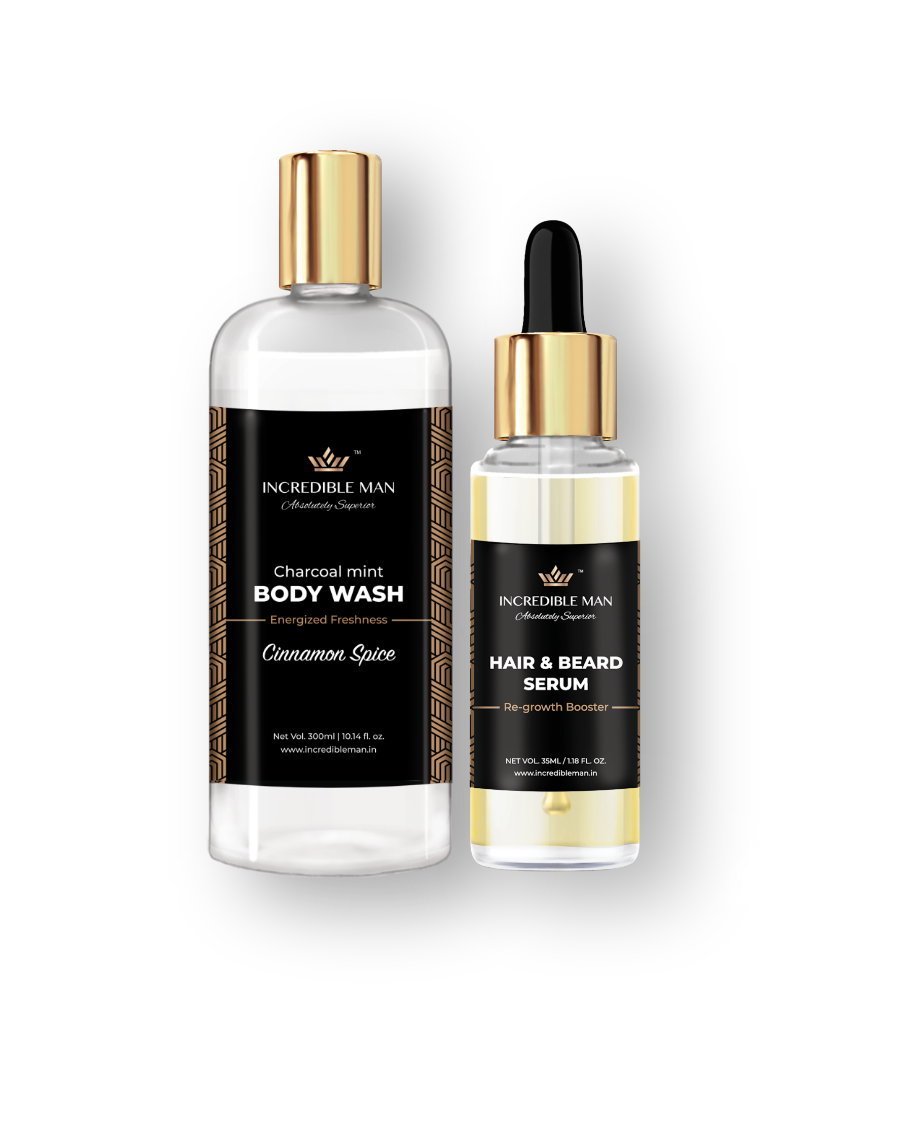 TM
INCREDIBLE MAN
Absolutely Superior
Charcoal mint
BODY WASH
Energized Freshness
Cinnamon Spice
Net Vol. 300ml | 10.14 fl. oz.
www.incredibleman.in
TM
INCREDIBLE MAN
Absolutely Superior
HAIR & BEARD
SERUM
Re-growth Booster
NET VOL. 35ML / 1.18 FL. OZ.
www.incredibleman.in